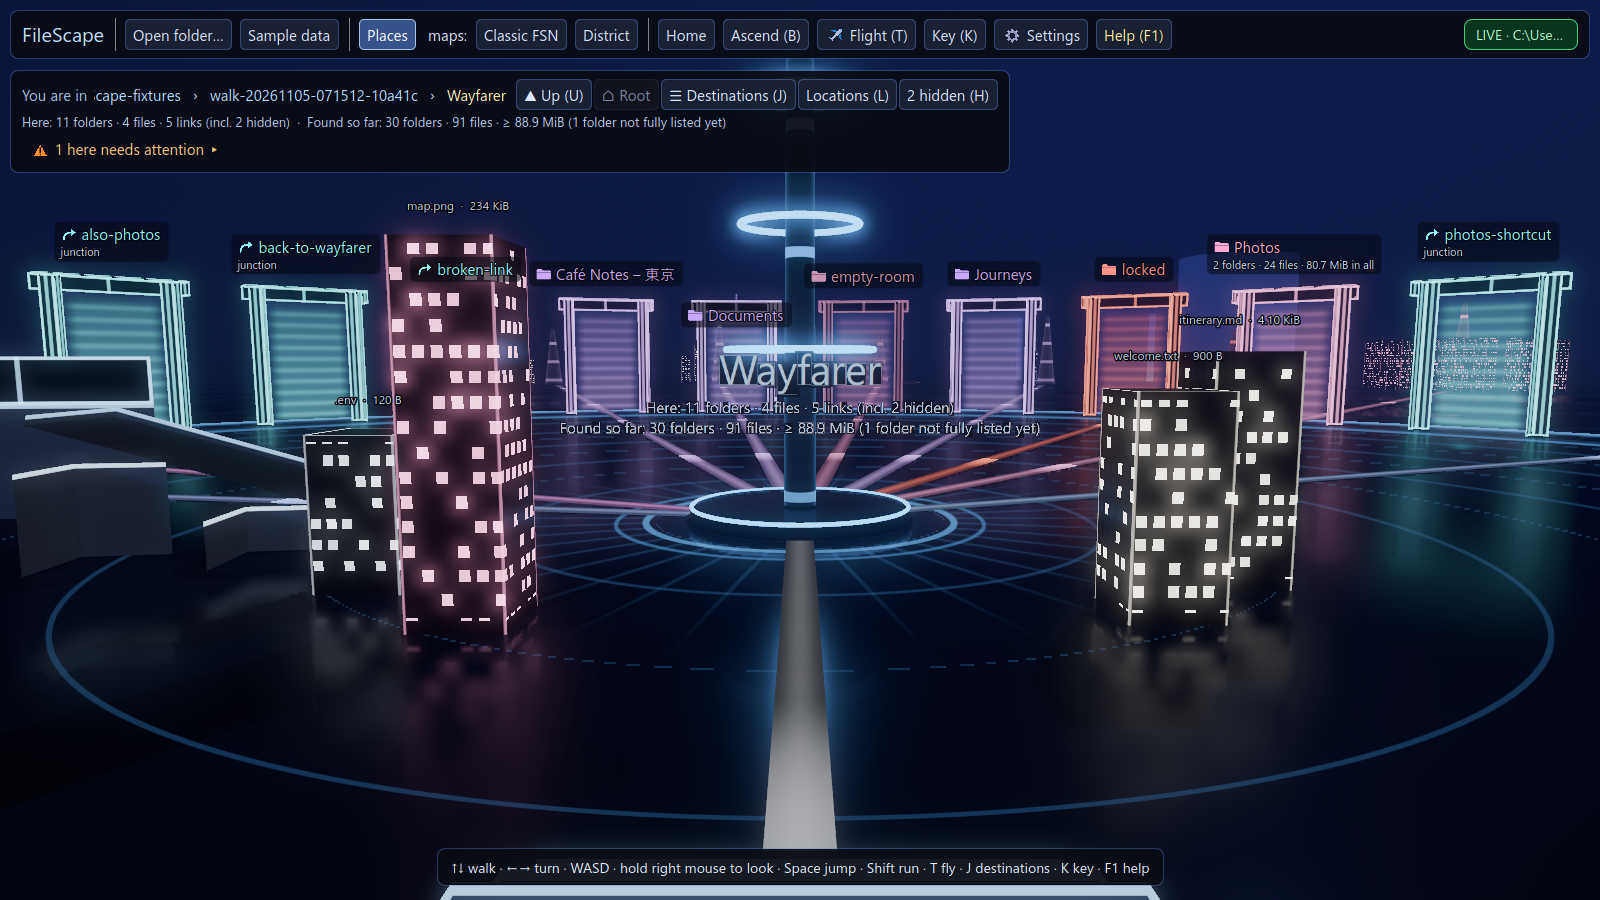 FileScape Open folder... Sample data Places maps: Classic FSN District Home Ascend (B) Flight (T) Key (K) Settings Help (F1) LIVE · C:\Use...
You are in :cape-fixtures › walk-20261105-071512-10a41c › Wayfarer ▲ Up (U) Root ☰ Destinations (J) Locations (L) 2 hidden (H)
Here: 11 folders · 4 files · 5 links (incl. 2 hidden) · Found so far: 30 folders · 91 files · ≥ 88.9 MiB (1 folder not fully listed yet)
1 here needs attention ▸
map.png · 234 KiB
also-photos
junction
back-to-wayfarer
junction
broken-link
Café Notes – 東京
Documents
empty-room
Journeys
locked
Photos
2 folders · 24 files · 80.7 MiB in all
photos-shortcut
junction
itinerary.md · 4.10 KiB
welcome.txt · 900 B
.env · 120 B
Wayfarer
Here: 11 folders · 4 files · 5 links (incl. 2 hidden)
Found so far: 30 folders · 91 files · ≥ 88.9 MiB (1 folder not fully listed yet)
↑↓ walk · ←→ turn · WASD · hold right mouse to look · Space jump · Shift run · T fly · J destinations · K key · F1 help